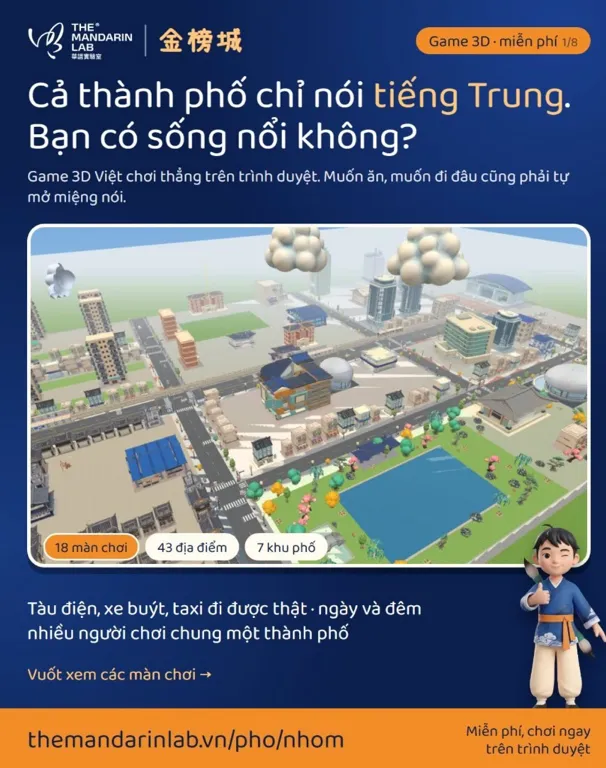 THE®
MANDARIN
LAB
華語實驗室
金榜城
Game 3D · miễn phí 1/8
Cả thành phố chỉ nói tiếng Trung.
Bạn có sống nổi không?
Game 3D Việt chơi thẳng trên trình duyệt. Muốn ăn, muốn đi đâu cũng phải tự
mở miệng nói.
18 màn chơi
43 địa điểm
7 khu phố
Tàu điện, xe buýt, taxi đi được thật · ngày và đêm
nhiều người chơi chung một thành phố
Vuốt xem các màn chơi →
themandarinlab.vn/pho/nhom
Miễn phí, chơi ngay
trên trình duyệt